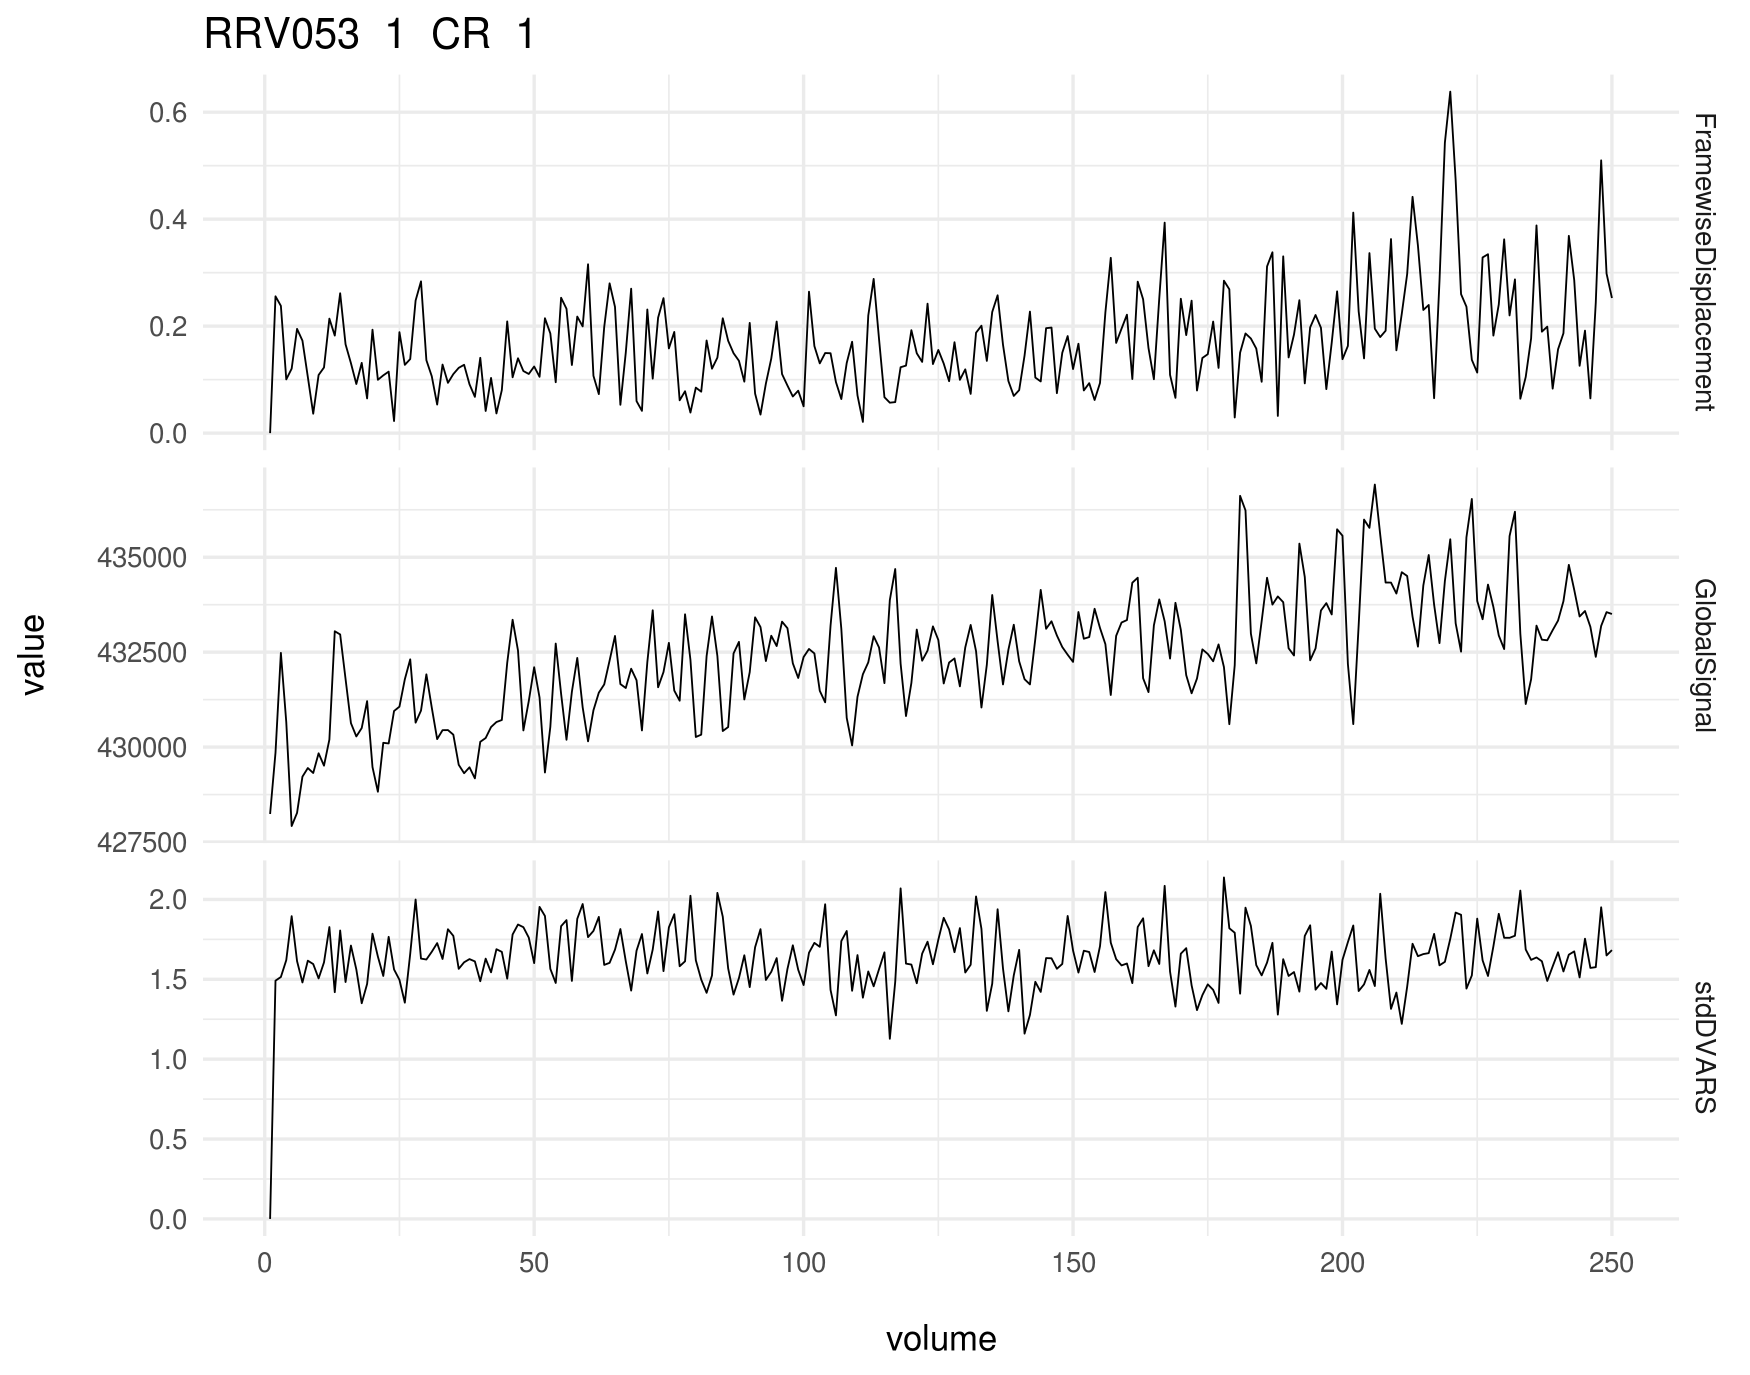 RRV053 1 CR 1
0.6
0.4
0.2
0.0
FramewiseDisplacement
435000
432500
430000
427500
GlobalSignal
value
2.0
1.5
1.0
0.5
0.0
stdDVARS
0 50 100 150 200 250
volume